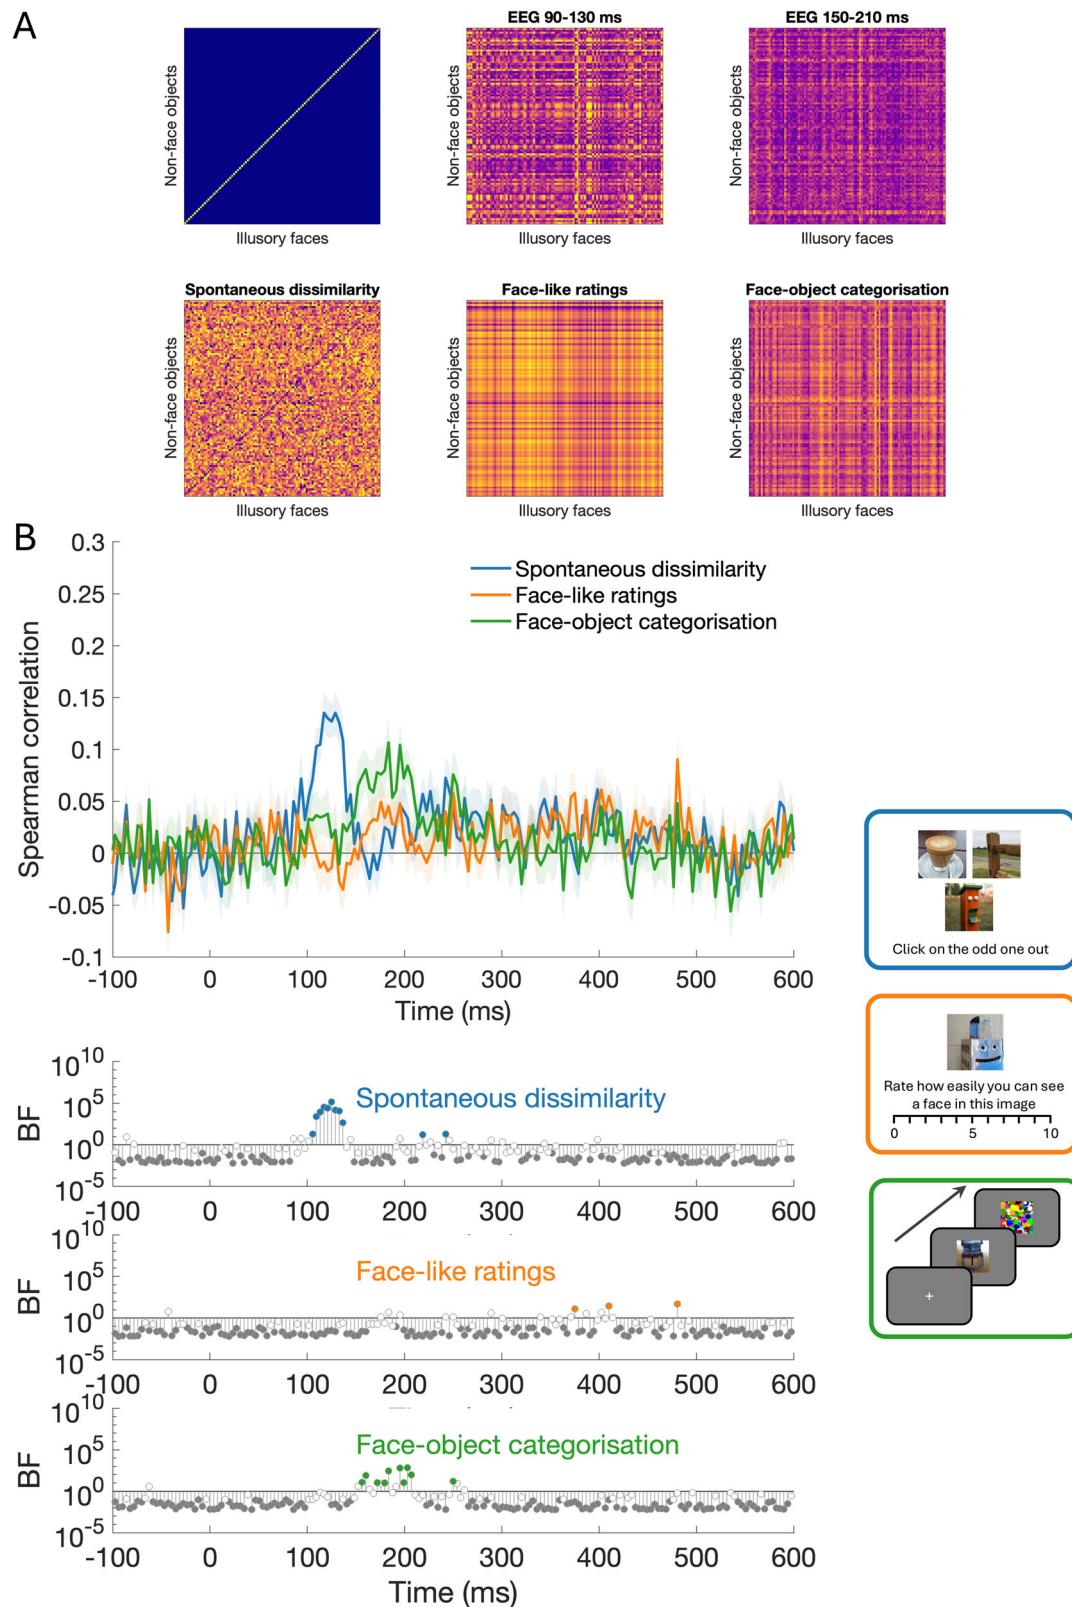 A
EEG 90-130 ms
EEG 150-210 ms
Non-face objects
Non-face objects
Non-face objects
Illusory faces
Illusory faces
Illusory faces
Spontaneous dissimilarity
Face-like ratings
Face-object categorisation
Non-face objects
Non-face objects
Non-face objects
Illusory faces
Illusory faces
Illusory faces
B
Spearman correlation
0.3
0.25
0.2
0.15
0.1
0.05
0
-0.05
-0.1
Spontaneous dissimilarity
Face-like ratings
Face-object categorisation
-100 0 100 200 300 400 500 600
Time (ms)
Click on the odd one out
Rate how easily you can see
a face in this image
0 5 10
BF
10^10
10^5
10^0
10^-5
Spontaneous dissimilarity
-100 0 100 200 300 400 500 600
BF
10^10
10^5
10^0
10^-5
Face-like ratings
-100 0 100 200 300 400 500 600
BF
10^10
10^5
10^0
10^-5
Face-object categorisation
-100 0 100 200 300 400 500 600
Time (ms)